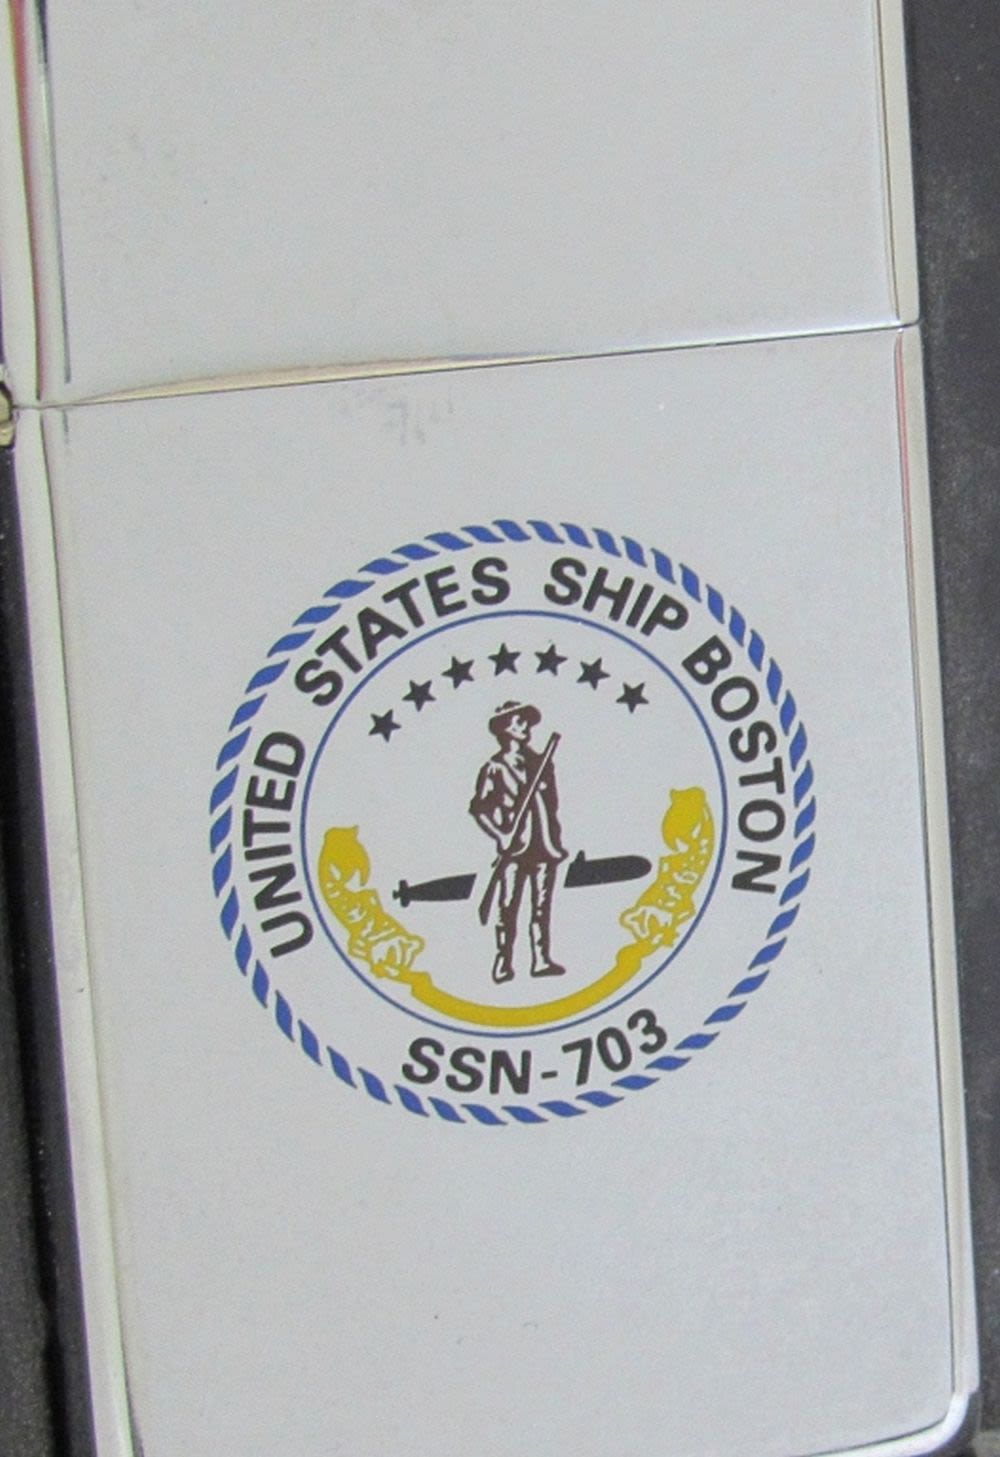 UNITED STATES SHIP BOSTON
SSN-703